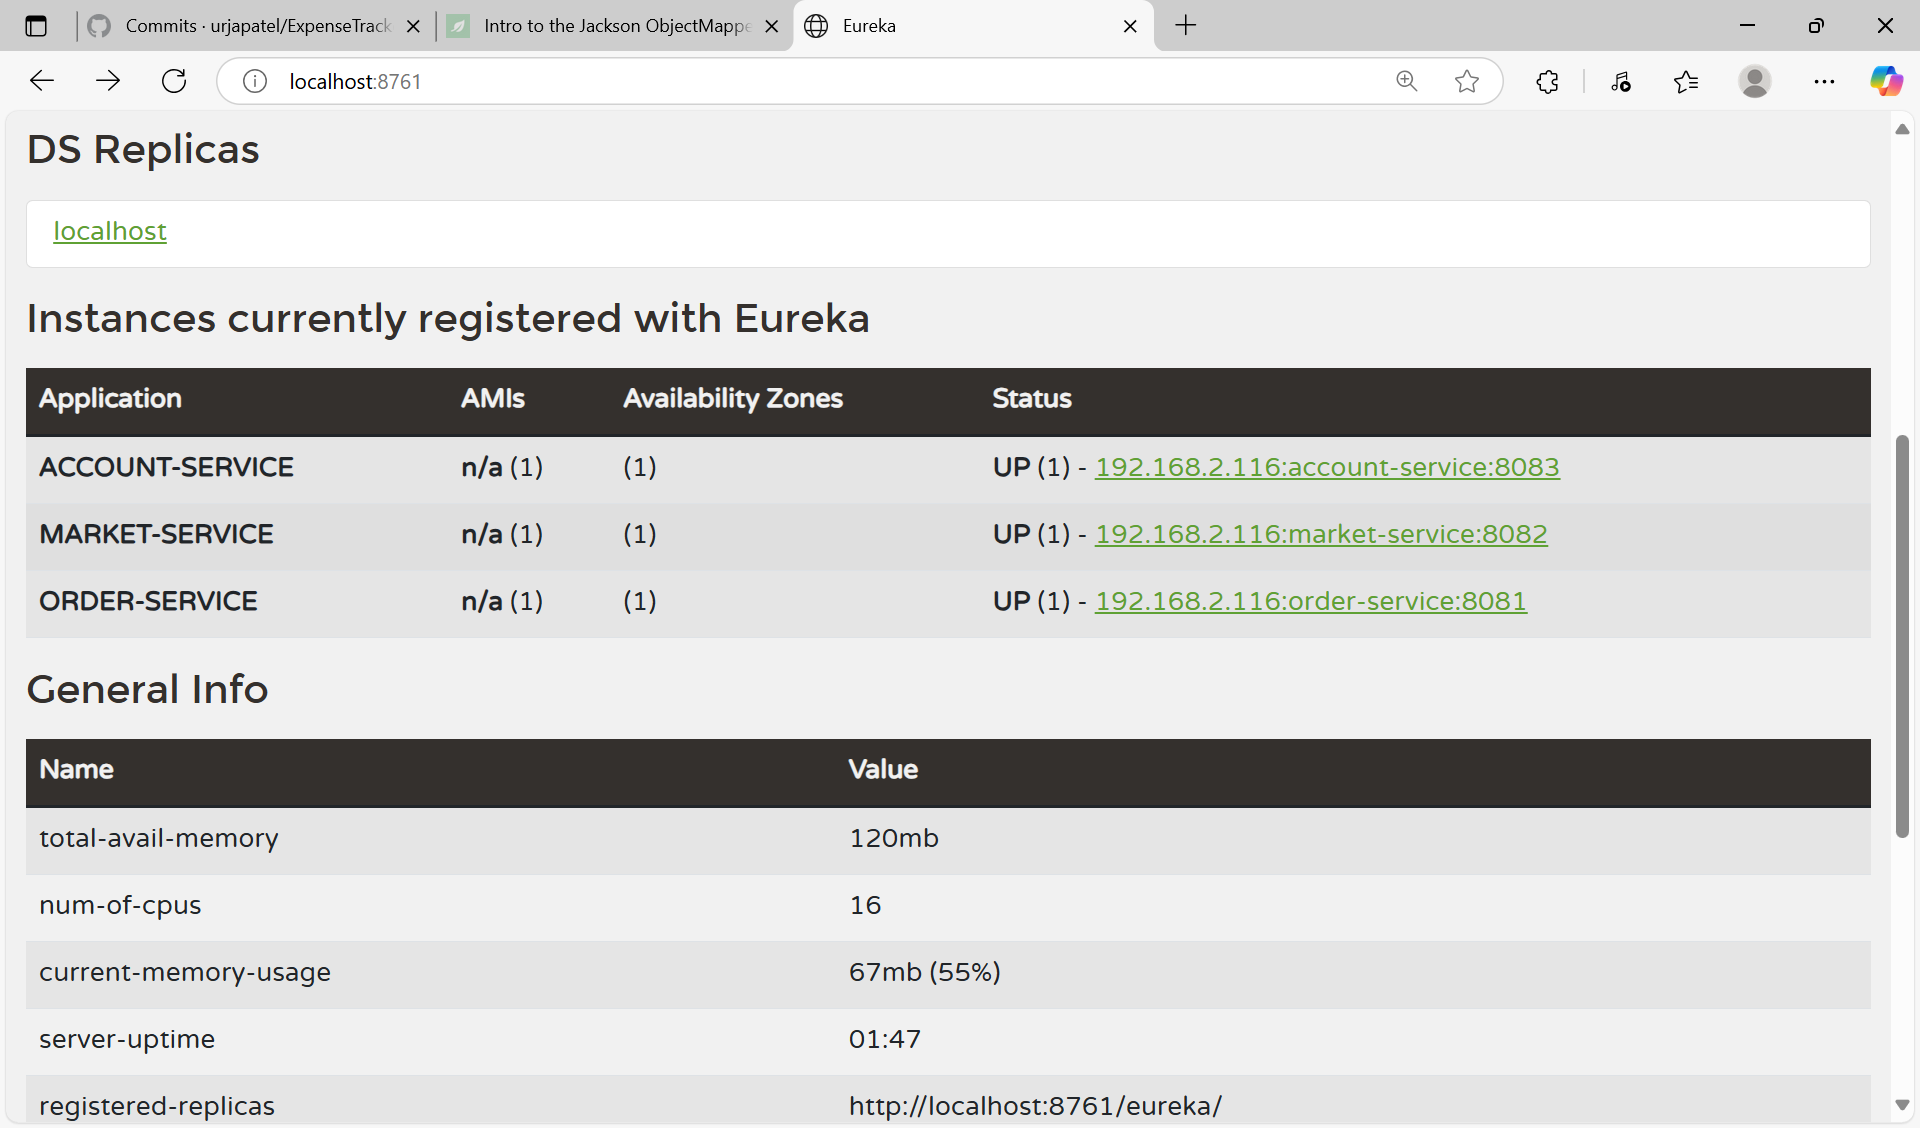 Commits · urjapatel/ExpenseTrack
Intro to the Jackson ObjectMappe
Eureka
localhost:8761
DS Replicas
localhost
Instances currently registered with Eureka
Application AMIs Availability Zones Status
ACCOUNT-SERVICE n/a (1) (1) UP (1) - 192.168.2.116:account-service:8083
MARKET-SERVICE n/a (1) (1) UP (1) - 192.168.2.116:market-service:8082
ORDER-SERVICE n/a (1) (1) UP (1) - 192.168.2.116:order-service:8081
General Info
Name Value
total-avail-memory 120mb
num-of-cpus 16
current-memory-usage 67mb (55%)
server-uptime 01:47
registered-replicas http://localhost:8761/eureka/